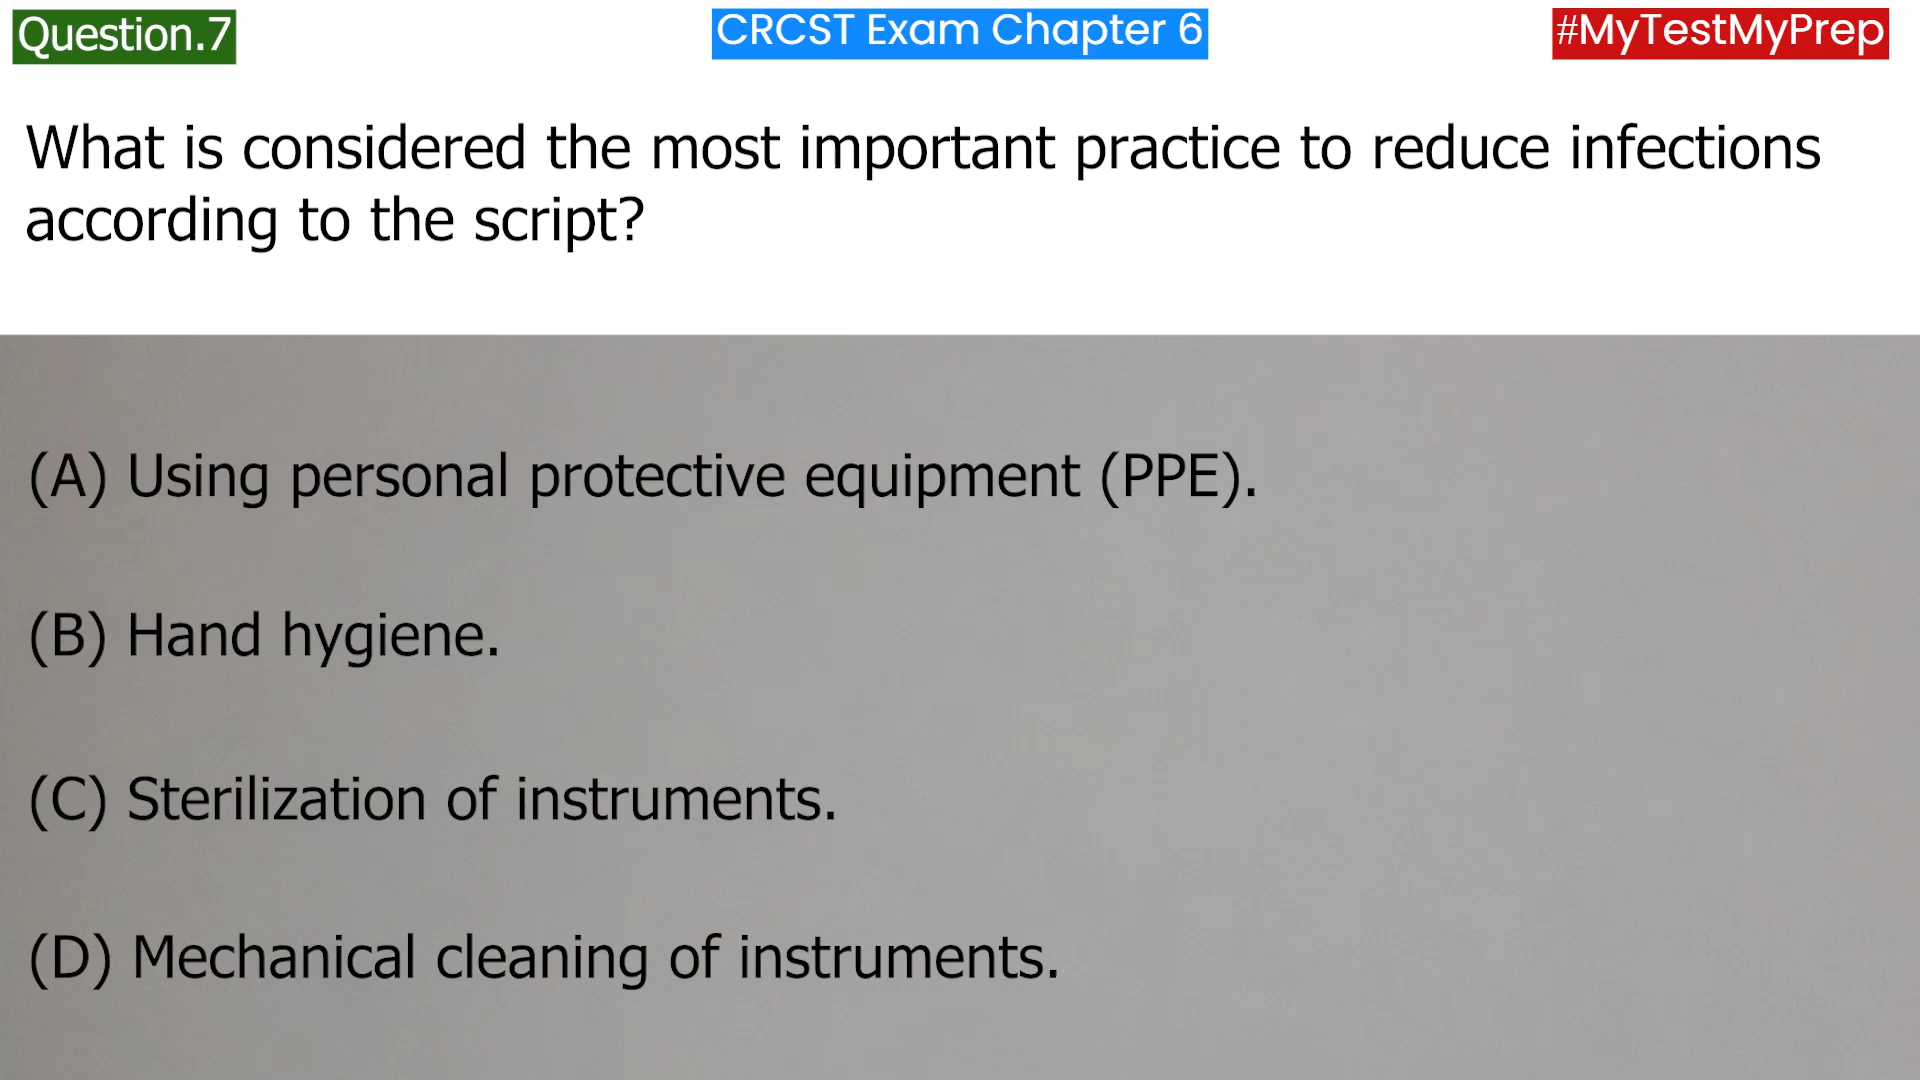 Question.7
CRCST Exam Chapter 6
#MyTestMyPrep
What is considered the most important practice to reduce infections
according to the script?
(A) Using personal protective equipment (PPE).
(B) Hand hygiene.
(C) Sterilization of instruments.
(D) Mechanical cleaning of instruments.